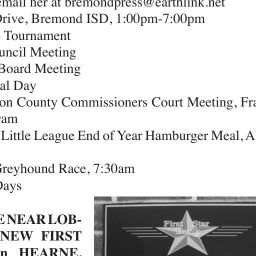 email her at bremondpress@earthlink.net
Drive, Bremond ISD, 1:00pm-7:00pm
Tournament
uncil Meeting
Board Meeting
al Day
on County Commissioners Court Meeting, Fra
am
Little League End of Year Hamburger Meal, A
Greyhound Race, 7:30am
Days
E NEAR LOB-
NEW FIRST
n HEARNE,
First Star